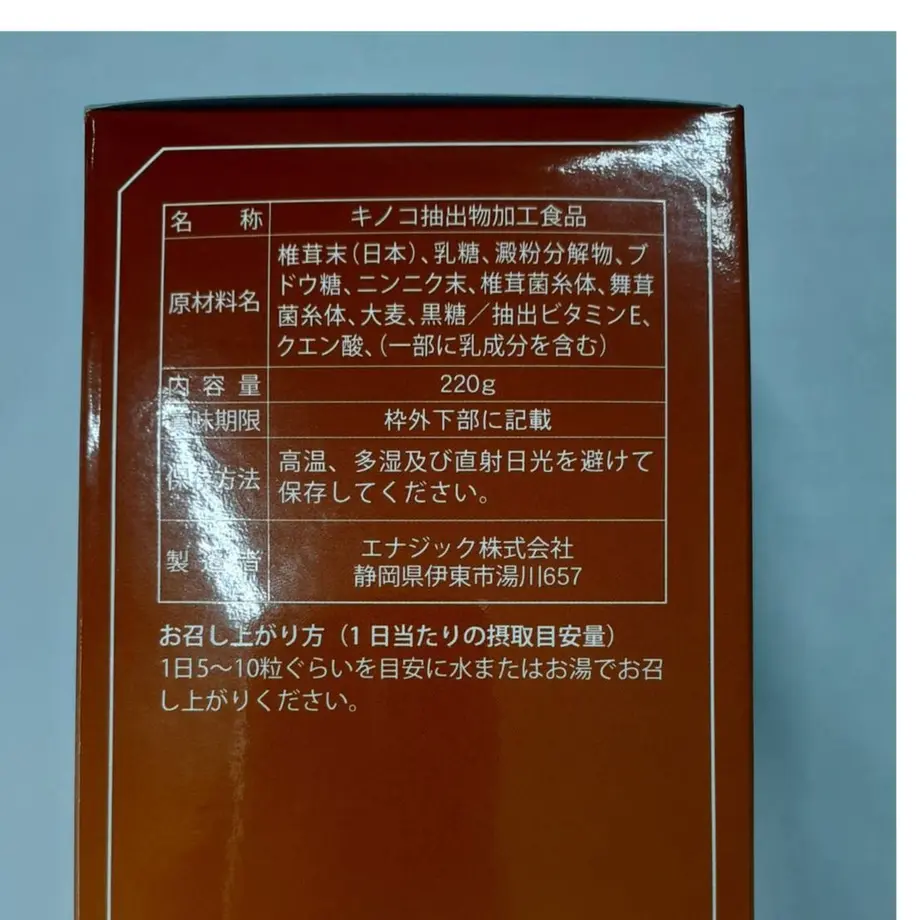 名 称 キノコ抽出物加工食品
原材料名 椎茸末（日本）、乳糖、澱粉分解物、ブ
ドウ糖、ニンニク末、椎茸菌糸体、舞茸
菌糸体、大麦、黒糖／抽出ビタミンE、
クエン酸、（一部に乳成分を含む）
内 容 量 220g
賞味期限 枠外下部に記載
保存方法 高温、多湿及び直射日光を避けて
保存してください。
製 造 者 エナジック株式会社
静岡県伊東市湯川657
お召し上がり方（1日当たりの摂取目安量）
1日5～10粒ぐらいを目安に水またはお湯でお召
し上がりください。